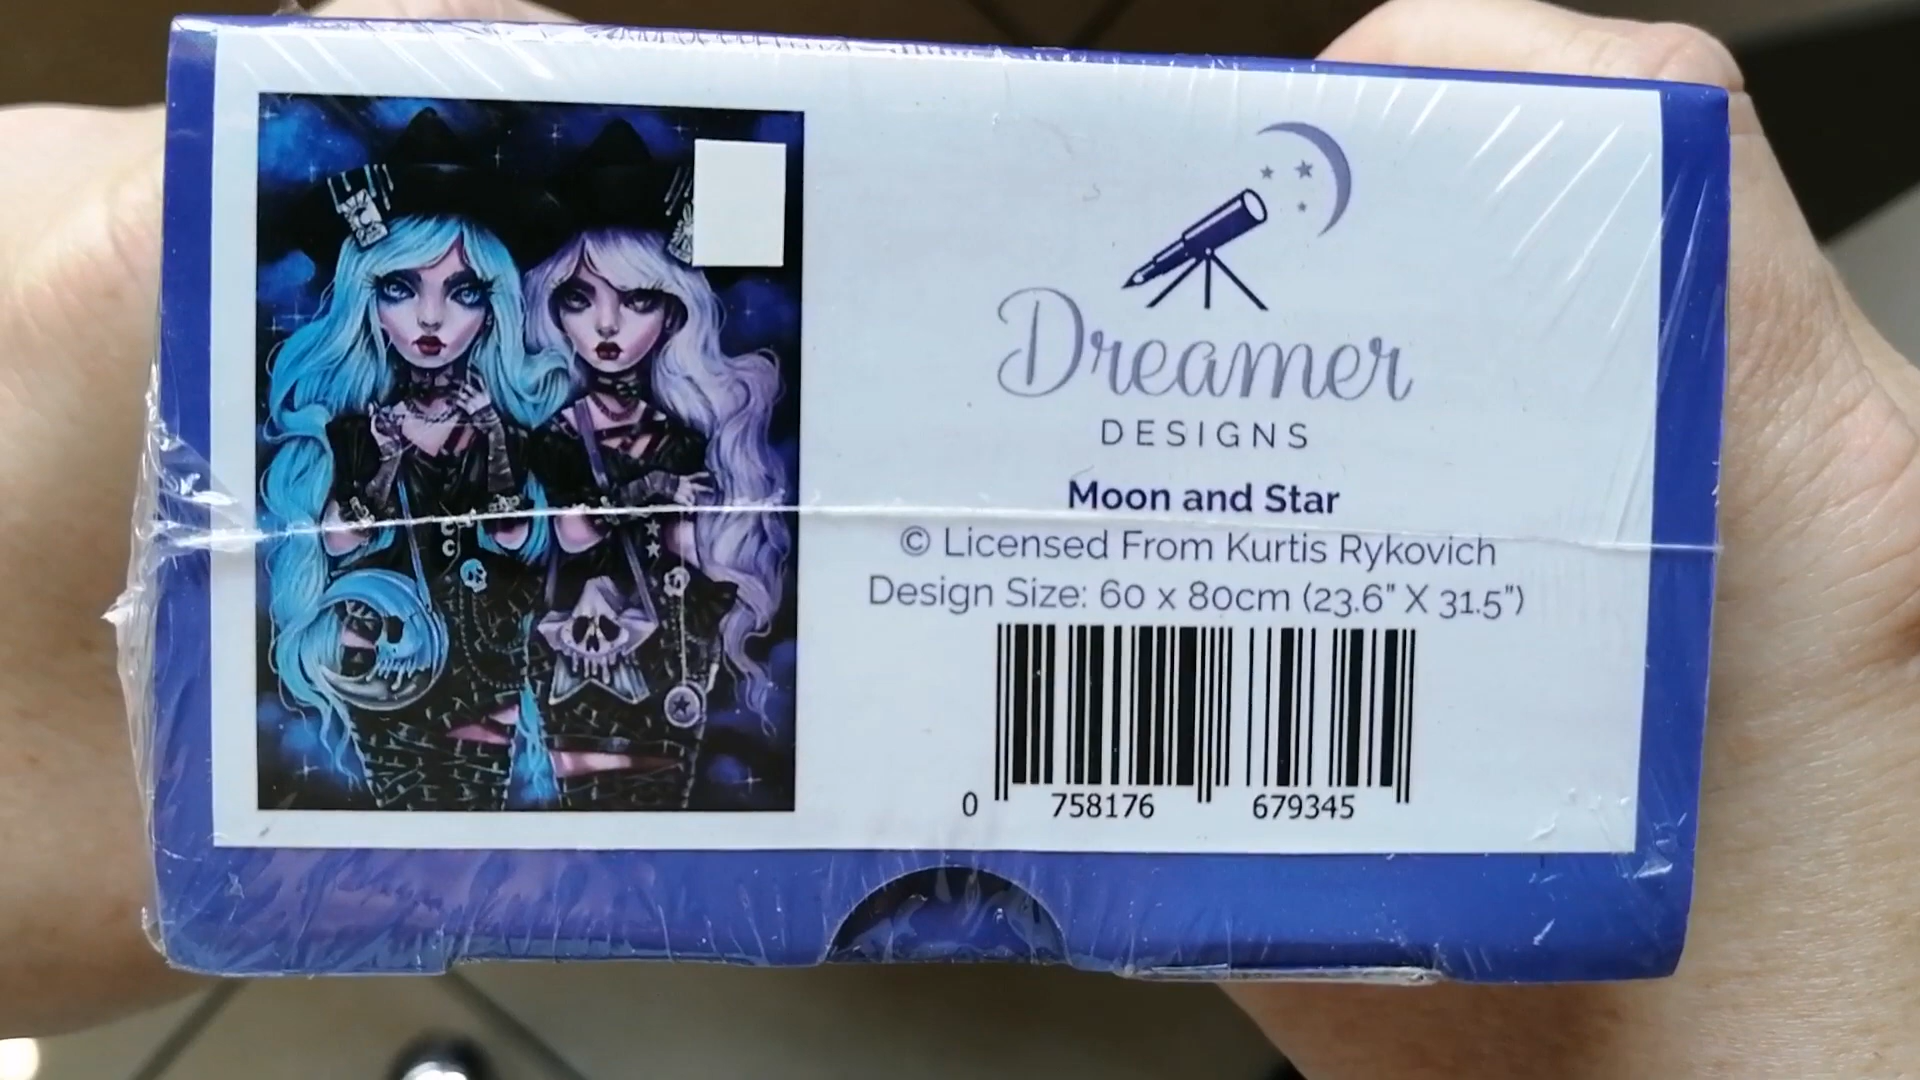 Dreamer
DESIGNS
Moon and Star
© Licensed From Kurtis Rykovich
Design Size: 60 x 80cm (23.6" X 31.5")
0 758176 679345